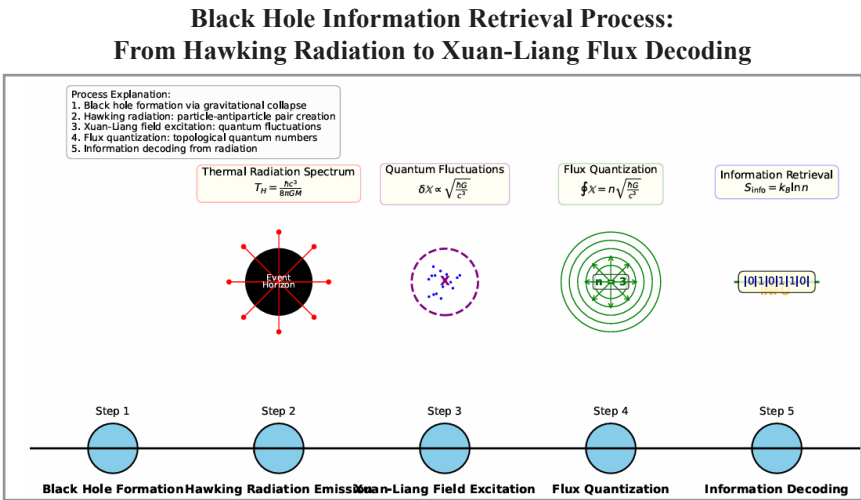 Black Hole Information Retrieval Process:
From Hawking Radiation to Xuan-Liang Flux Decoding
Process Explanation:
1. Black hole formation via gravitational collapse
2. Hawking radiation: particle-antiparticle pair creation
3. Xuan-Liang field excitation: quantum fluctuations
4. Flux quantization: topological quantum numbers
5. Information decoding from radiation
Thermal Radiation Spectrum
T_H = ℏc³/8πGM
Quantum Fluctuations
δ𝕏 ∝ √(ℏG/c³)
Flux Quantization
∮𝕏 = n√(ℏG/c³)
Information Retrieval
S_info = k_B ln n
Event
Horizon
X
n = 3
|0|1|0|1|1|0|
Step 1
Step 2
Step 3
Step 4
Step 5
Black Hole Formation
Hawking Radiation Emission
Xuan-Liang Field Excitation
Flux Quantization
Information Decoding